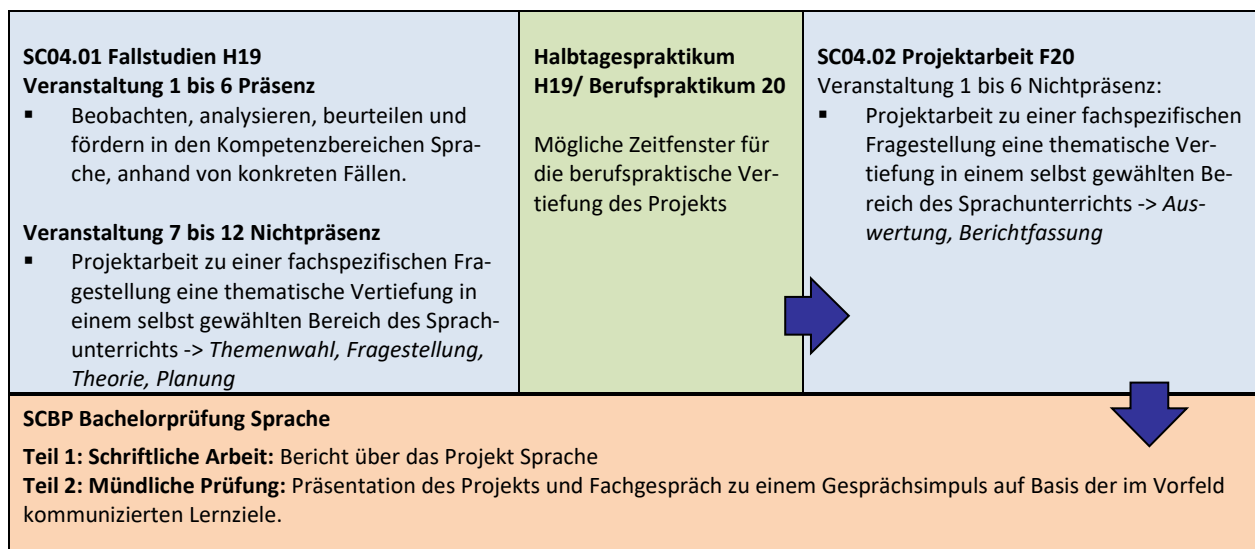 SC04.01 Fallstudien H19
Veranstaltung 1 bis 6 Präsenz
▪ Beobachten, analysieren, beurteilen und
fördern in den Kompetenzbereichen Spra-
che, anhand von konkreten Fällen.
Veranstaltung 7 bis 12 Nichtpräsenz
▪ Projektarbeit zu einer fachspezifischen Fra-
gestellung eine thematische Vertiefung in
einem selbst gewählten Bereich des Sprach-
unterrichts -> Themenwahl, Fragestellung,
Theorie, Planung
Halbtagespraktikum
H19/ Berufspraktikum 20
Mögliche Zeitfenster für
die berufspraktische Ver-
tiefung des Projekts
SC04.02 Projektarbeit F20
Veranstaltung 1 bis 6 Nichtpräsenz:
▪ Projektarbeit zu einer fachspezifischen
Fragestellung eine thematische Ver-
tiefung in einem selbst gewählten Be-
reich des Sprachunterrichts -> Aus-
wertung, Berichtfassung
SCBP Bachelorprüfung Sprache
Teil 1: Schriftliche Arbeit: Bericht über das Projekt Sprache
Teil 2: Mündliche Prüfung: Präsentation des Projekts und Fachgespräch zu einem Gesprächsimpuls auf Basis der im Vorfeld
kommunizierten Lernziele.